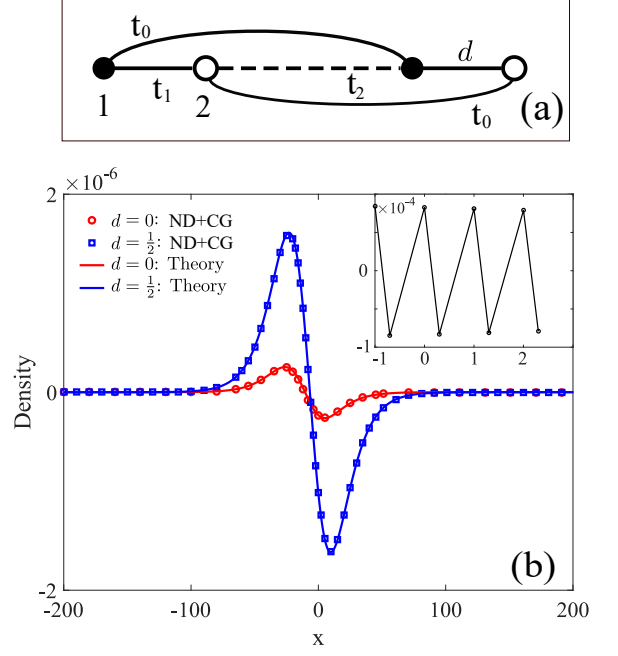 t₀
d
t₁
t₂
1
2
t₀
(a)
×10⁻⁶
2
0
-2
Density
d = 0: ND+CG
d = ½: ND+CG
d = 0: Theory
d = ½: Theory
×10⁻⁴
0
-1
-1 0 1 2
(b)
-200 -100 0 100 200
x